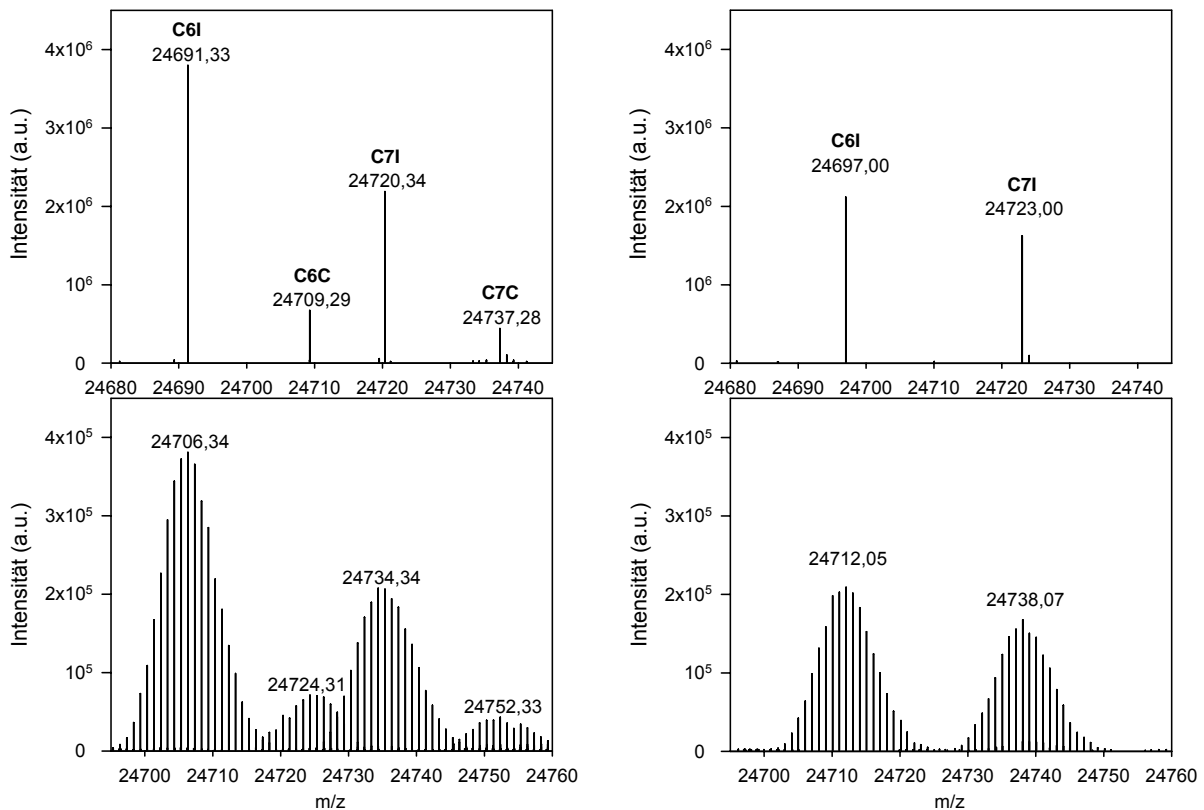 Intensität (a.u.)
4x10⁶
3x10⁶
2x10⁶
10⁶
0
C6I
24691,33
C7I
24720,34
C6C
24709,29
C7C
24737,28
24680 24690 24700 24710 24720 24730 24740
Intensität (a.u.)
4x10⁶
3x10⁶
2x10⁶
10⁶
0
C6I
24697,00
C7I
24723,00
24680 24690 24700 24710 24720 24730 24740
Intensität (a.u.)
4x10⁵
3x10⁵
2x10⁵
10⁵
0
24706,34
24734,34
24724,31
24752,33
24700 24710 24720 24730 24740 24750 24760
m/z
Intensität (a.u.)
4x10⁵
3x10⁵
2x10⁵
10⁵
0
24712,05
24738,07
24700 24710 24720 24730 24740 24750 24760
m/z